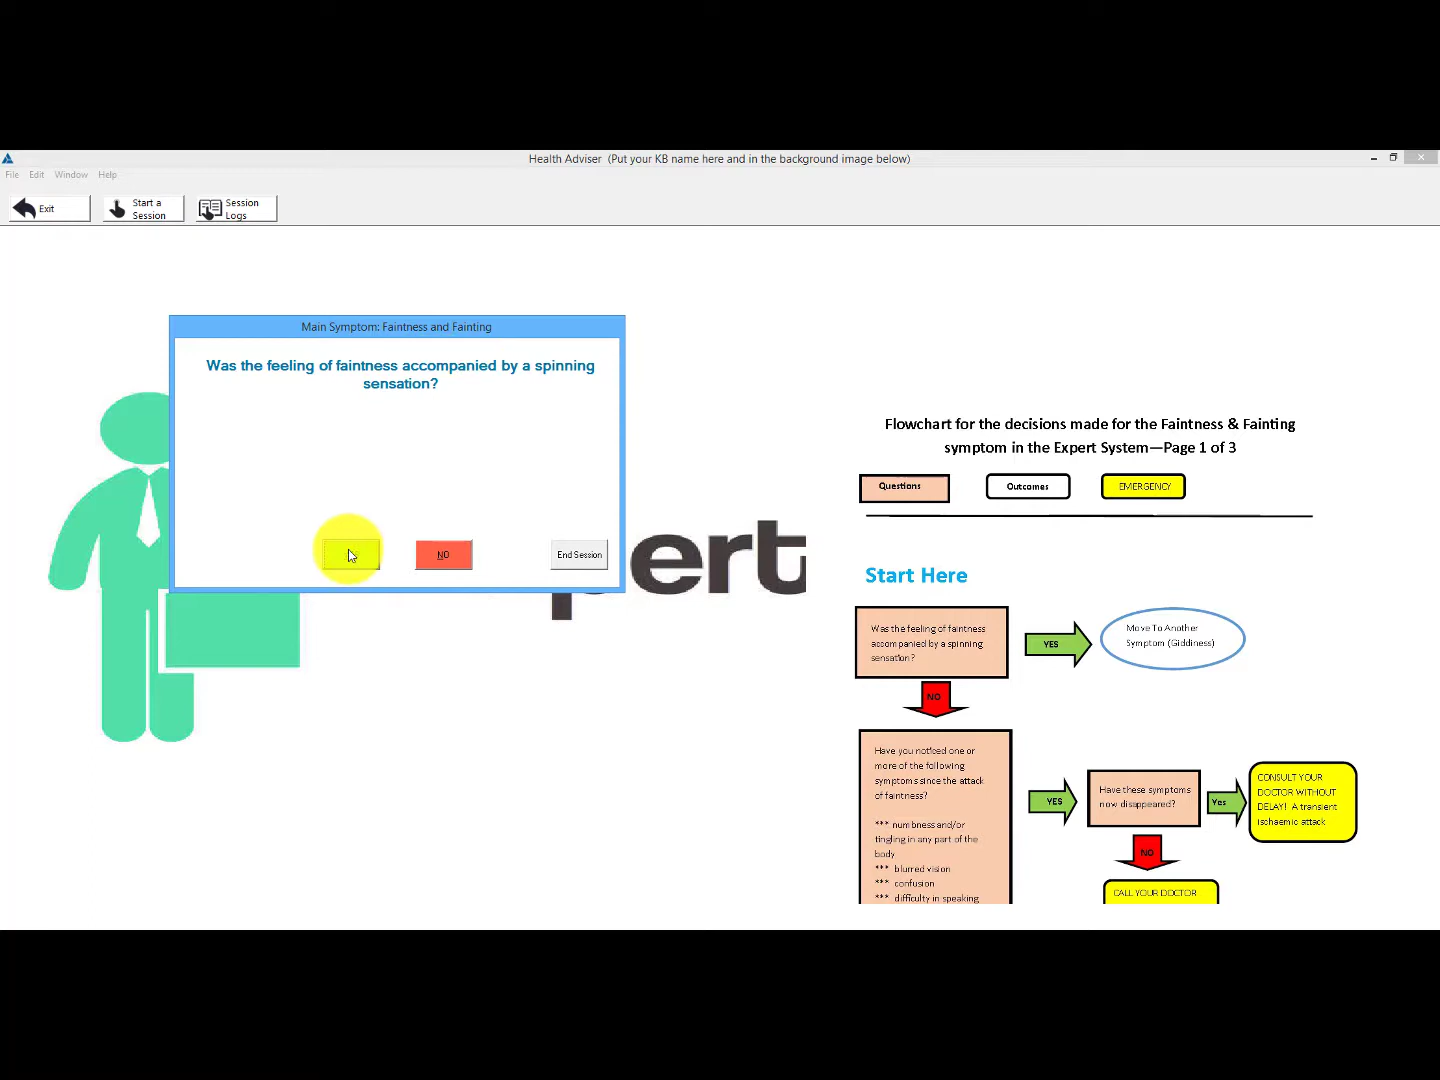 Health Adviser (Put your KB name here and in the background image below)
File Edit Window Help
Exit
Start a
Session
Session
Logs
Main Symptom: Faintness and Fainting
Was the feeling of faintness accompanied by a spinning
sensation?
NO
End Session
pert
Flowchart for the decisions made for the Faintness & Fainting
symptom in the Expert System—Page 1 of 3
Questions
Outcomes
EMERGENCY
Start Here
Was the feeling of faintness
accompanied by a spinning
sensation?
YES
Move To Another
Symptom (Giddiness)
NO
Have you noticed one or
more of the following
symptoms since the attack
of faintness?
*** numbness and/or
tingling in any part of the
body
*** blurred vision
*** confusion
*** difficulty in speaking
YES
Have these symptoms
now disappeared?
Yes
CONSULT YOUR
DOCTOR WITHOUT
DELAY! A transient
ischaemic attack
NO
CALL YOUR DOCTOR